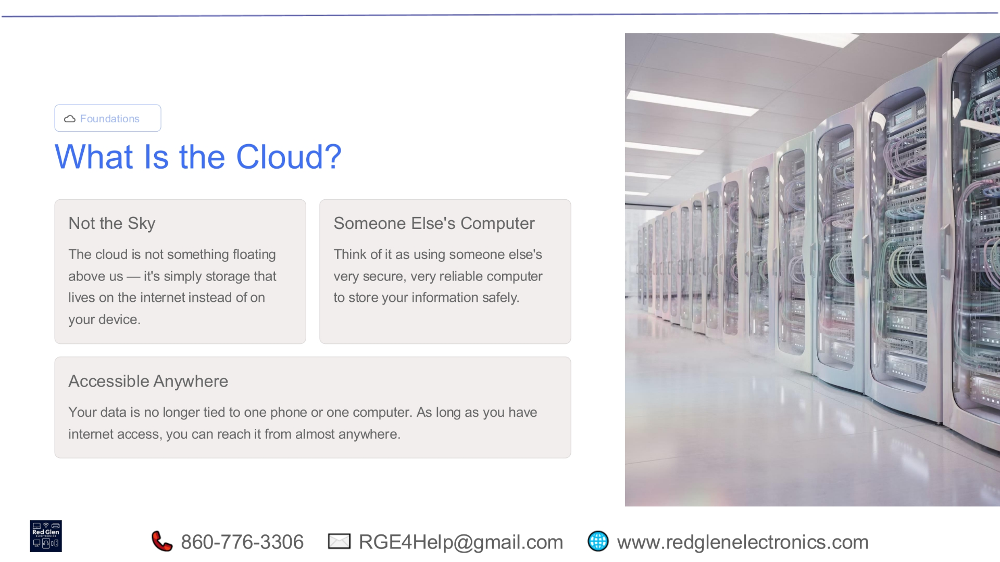 Foundations
What Is the Cloud?
Not the Sky
The cloud is not something floating
above us — it's simply storage that
lives on the internet instead of on
your device.
Someone Else's Computer
Think of it as using someone else's
very secure, very reliable computer
to store your information safely.
Accessible Anywhere
Your data is no longer tied to one phone or one computer. As long as you have
internet access, you can reach it from almost anywhere.
Red Glen
ELECTRONICS
860-776-3306
RGE4Help@gmail.com
www.redglenelectronics.com